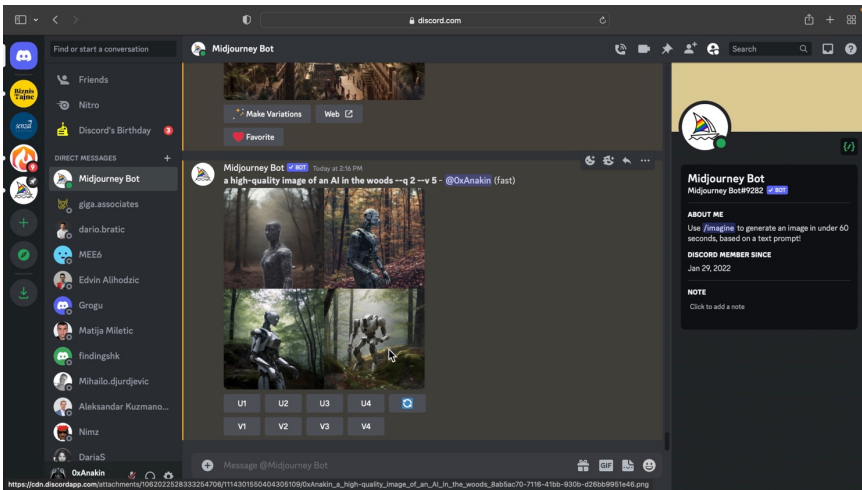 discord.com
Find or start a conversation
Midjourney Bot
Search
Biznis
Tajne
senzal
Friends
Nitro
Discord's Birthday
3
DIRECT MESSAGES
Midjourney Bot
giga.associates
dario.bratic
MEE6
Edvin Alihodzic
Grogu
Matija Miletic
findingshk
Mihailo.djurdjevic
Aleksandar Kuzmano...
Nimz
DariaS
0xAnakin
Make Variations
Web
Favorite
Midjourney Bot BOT Today at 2:16 PM
a high-quality image of an AI in the woods --q 2 --v 5 - @0xAnakin (fast)
U1 U2 U3 U4
V1 V2 V3 V4
Message @Midjourney Bot
GIF
Midjourney Bot
Midjourney Bot#9282 BOT
ABOUT ME
Use /imagine to generate an image in under 60
seconds, based on a text prompt!
DISCORD MEMBER SINCE
Jan 29, 2022
NOTE
Click to add a note